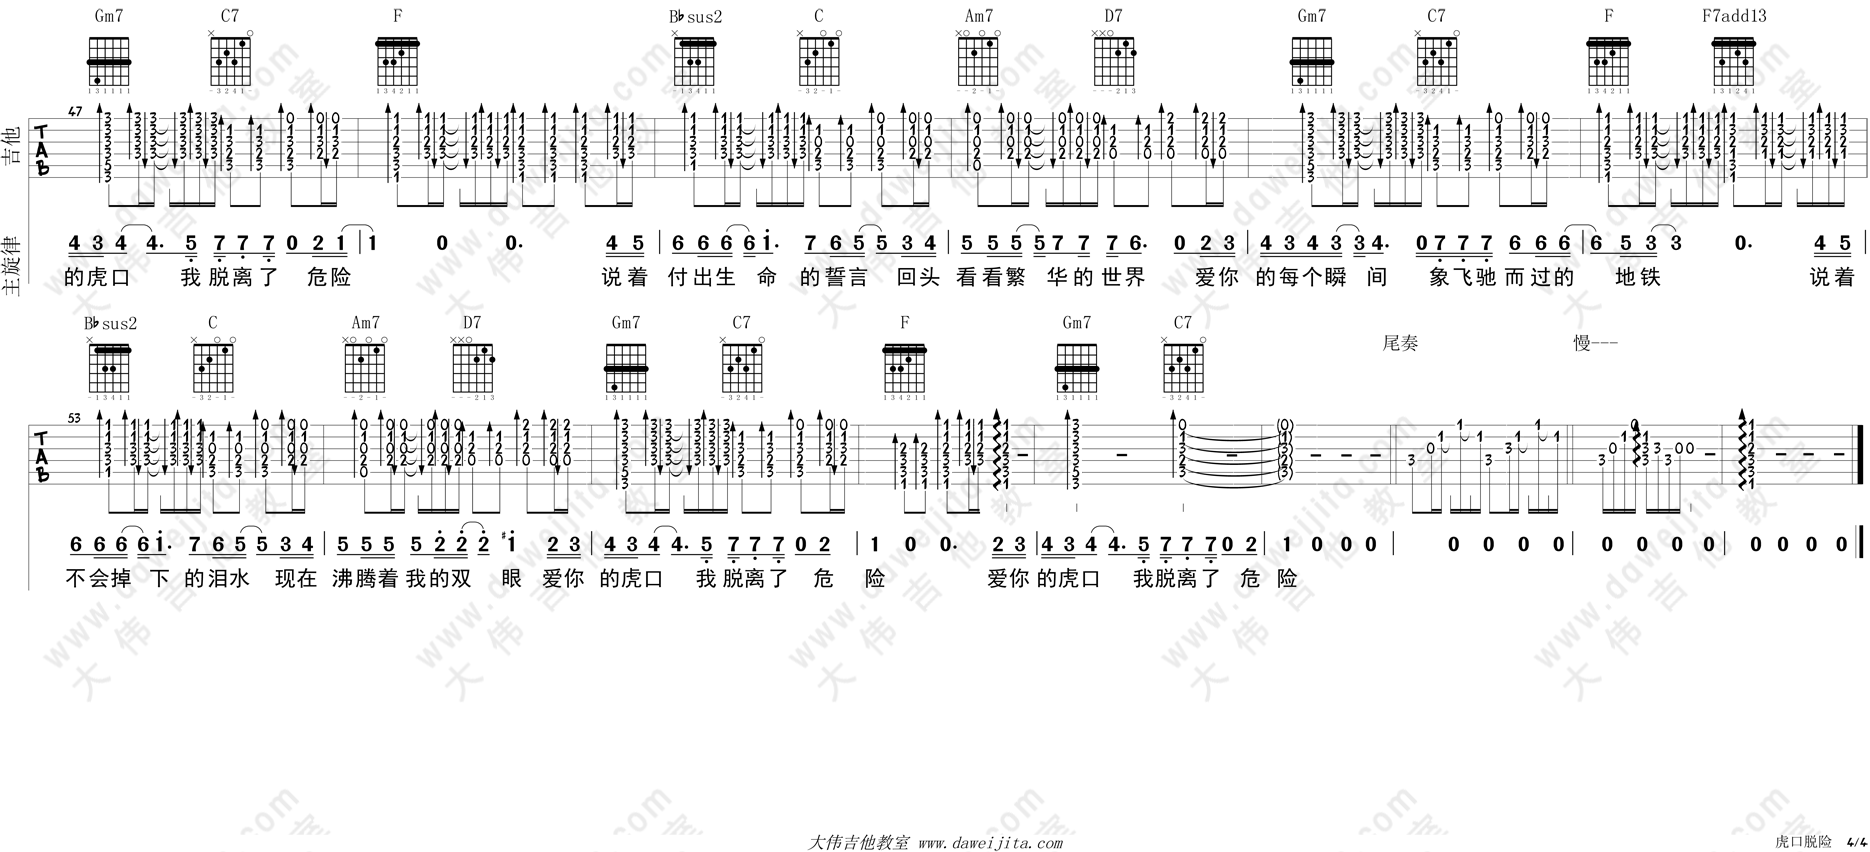 Gm7 C7 F B♭sus2 C Am7 D7 Gm7 C7 F F7add13
47
吉他
TAB
主旋律
4 3 4 4. 5 7 7 7 0 2 1 | 1 0 0. 4 5 | 6 6 6 6 i. 7 6 5 5 3 4 | 5 5 5 5 7 7 7 6. 0 2 3 | 4 3 4 3 3 4. 0 7 7 7 6 6 6 | 6 5 3 3 0. 4 5 |
的虎口 我脱离了 危险 说着 付出生 命 的誓言 回头 看看繁 华的世界 爱你 的每个瞬 间 象飞驰而过的 地铁 说着
B♭sus2 C Am7 D7 Gm7 C7 F Gm7 C7 尾奏 慢---
53
TAB
6 6 6 6 i. 7 6 5 5 3 4 | 5 5 5 5 2 2 2 #i 2 3 | 4 3 4 4. 5 7 7 7 0 2 | 1 0 0. 2 3 | 4 3 4 4. 5 7 7 7 0 2 | 1 0 0 0 | 0 0 0 0 | 0 0 0 0 | 0 0 0 0
不会掉 下 的泪水 现在 沸腾着 我的双 眼 爱你 的虎口 我脱离了 危 险 爱你 的虎口 我脱离了 危 险
www.daweijita.com
大伟吉他教室
大伟吉他教室 www.daweijita.com
虎口脱险 4/4